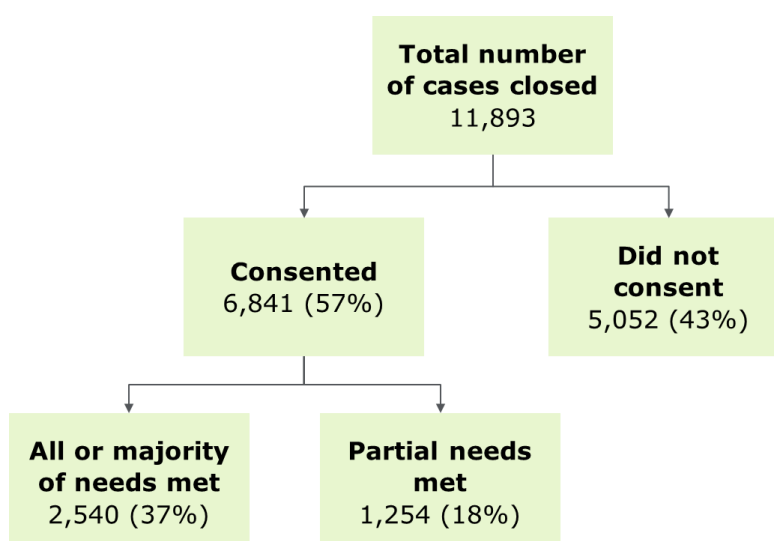 Total number
of cases closed
11,893
Consented
6,841 (57%)
Did not
consent
5,052 (43%)
All or majority
of needs met
2,540 (37%)
Partial needs
met
1,254 (18%)